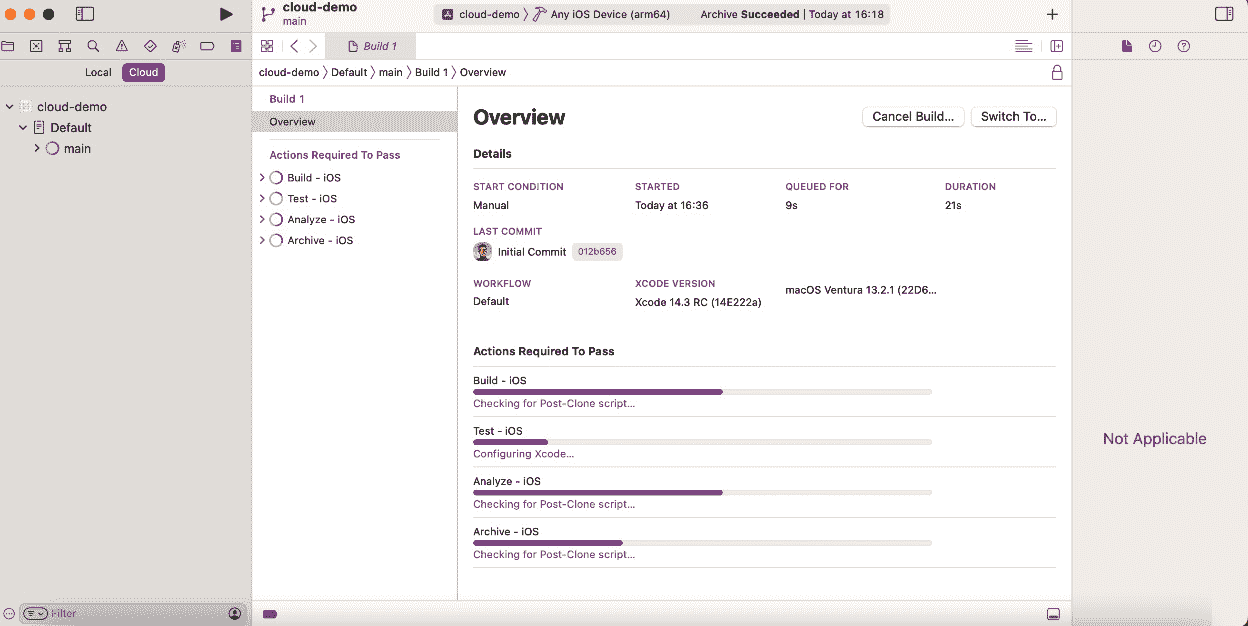 cloud-demo
main
cloud-demo 〉 Any iOS Device (arm64) Archive Succeeded | Today at 16:18
Build 1
Local Cloud
cloud-demo 〉 Default 〉 main 〉 Build 1 〉 Overview
cloud-demo
Default
main
Build 1
Overview
Actions Required To Pass
Build - iOS
Test - iOS
Analyze - iOS
Archive - iOS
Overview
Cancel Build... Switch To...
Details
START CONDITION STARTED QUEUED FOR DURATION
Manual Today at 16:36 9s 21s
LAST COMMIT
Initial Commit 012b656
WORKFLOW XCODE VERSION
Default Xcode 14.3 RC (14E222a) macOS Ventura 13.2.1 (22D6...
Actions Required To Pass
Build - iOS
Checking for Post-Clone script...
Test - iOS
Configuring Xcode...
Analyze - iOS
Checking for Post-Clone script...
Archive - iOS
Checking for Post-Clone script...
Not Applicable
Filter